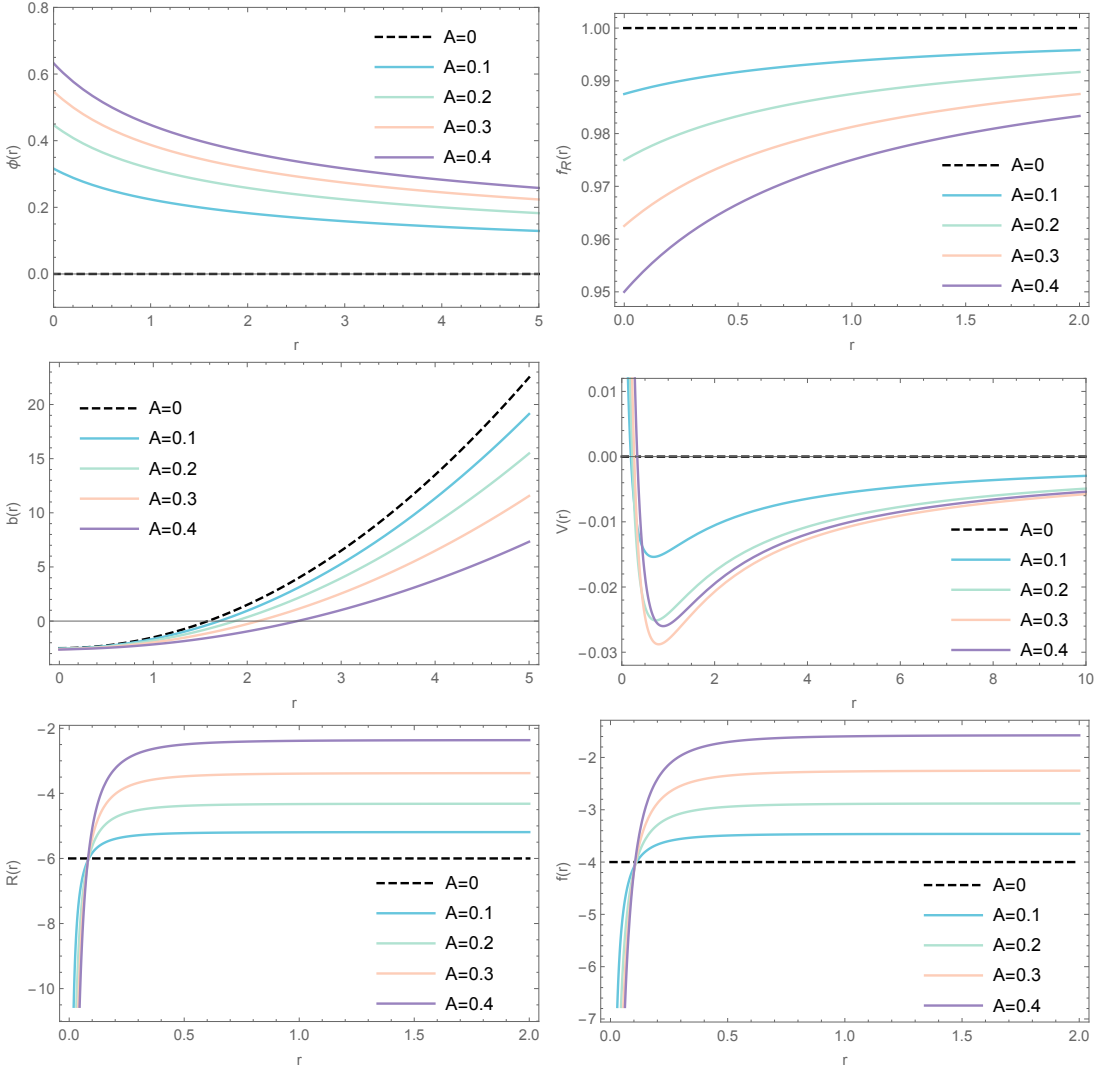 0.8
0.6
0.4
0.2
0.0
ϕ(r)
0 1 2 3 4 5
r
A=0
A=0.1
A=0.2
A=0.3
A=0.4
1.00
0.99
0.98
0.97
0.96
0.95
f_R(r)
0.0 0.5 1.0 1.5 2.0
r
A=0
A=0.1
A=0.2
A=0.3
A=0.4
20
15
10
5
0
b(r)
0 1 2 3 4 5
r
A=0
A=0.1
A=0.2
A=0.3
A=0.4
0.01
0.00
-0.01
-0.02
-0.03
V(r)
0 2 4 6 8 10
r
A=0
A=0.1
A=0.2
A=0.3
A=0.4
-2
-4
-6
-8
-10
R(r)
0.0 0.5 1.0 1.5 2.0
r
A=0
A=0.1
A=0.2
A=0.3
A=0.4
-2
-3
-4
-5
-6
-7
f(r)
0.0 0.5 1.0 1.5 2.0
r
A=0
A=0.1
A=0.2
A=0.3
A=0.4